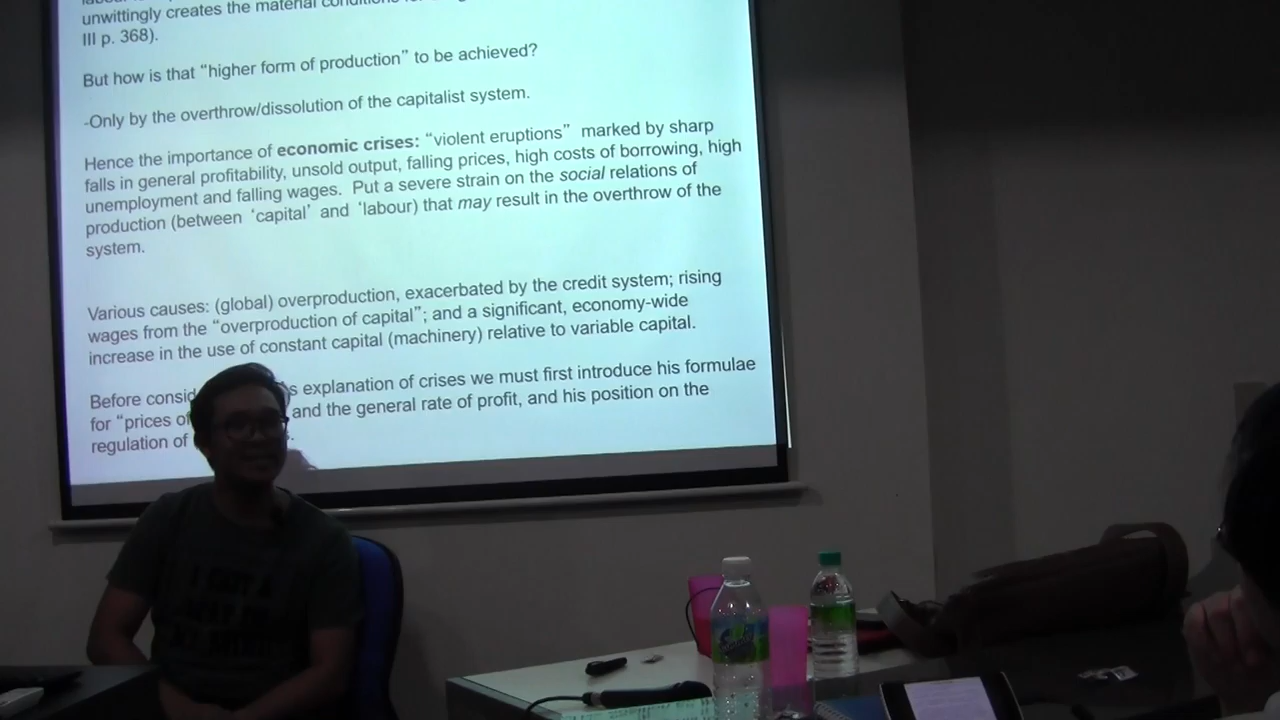 unwittingly creates the material conditions
III p. 368).
But how is that “higher form of production” to be achieved?
-Only by the overthrow/dissolution of the capitalist system.
Hence the importance of economic crises: “violent eruptions” marked by sharp
falls in general profitability, unsold output, falling prices, high costs of borrowing, high
unemployment and falling wages. Put a severe strain on the social relations of
production (between ‘capital’ and ‘labour) that may result in the overthrow of the
system.
Various causes: (global) overproduction, exacerbated by the credit system; rising
wages from the “overproduction of capital”; and a significant, economy-wide
increase in the use of constant capital (machinery) relative to variable capital.
Before explanation of crises we must first introduce his formulae
for “prices and the general rate of profit, and his position on the
regulation of
I GOT A